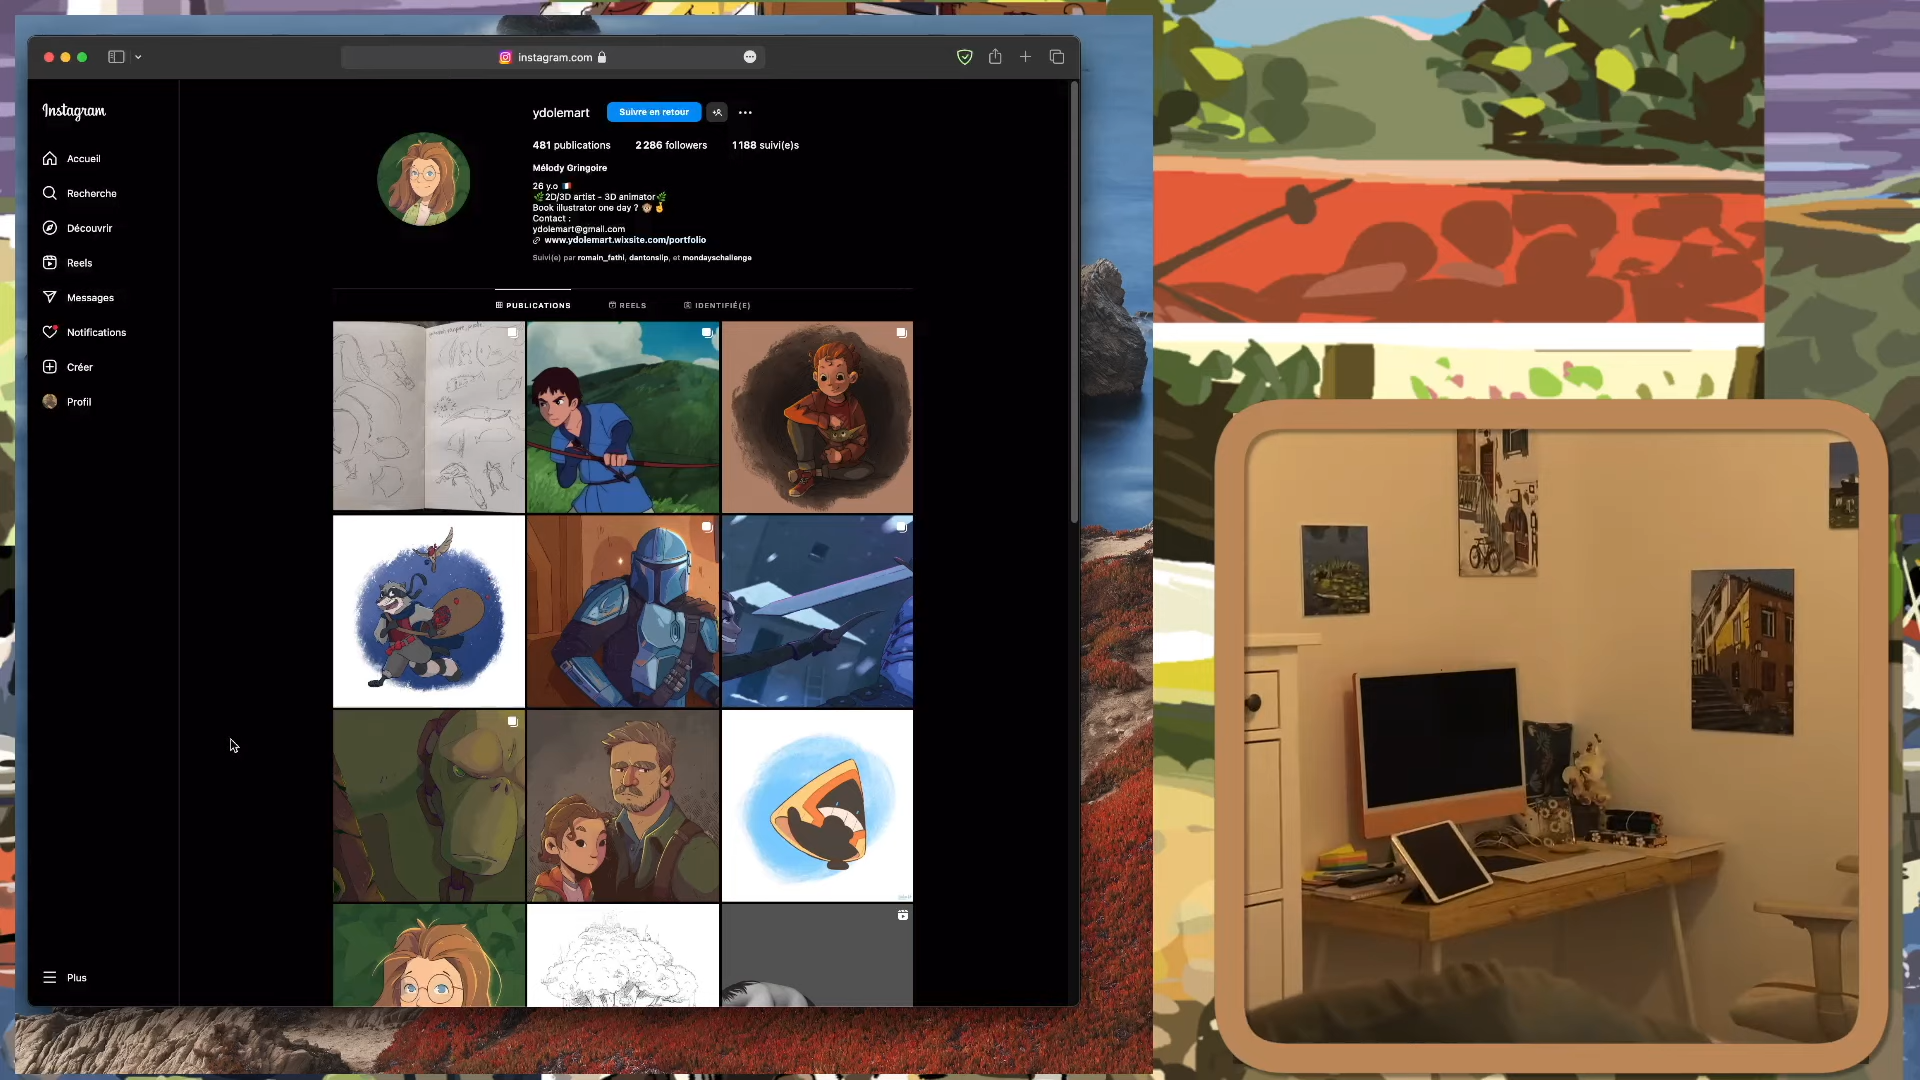 instagram.com
Instagram
Accueil
Recherche
Découvrir
Reels
Messages
Notifications
Créer
Profil
Plus
ydolemart
Suivre en retour
481 publications 2 286 followers 1 188 suivi(e)s
Mélody Gringoire
26 y.o 🇫🇷
🌿2D/3D artist - 3D animator🌿
Book illustrator one day ? 🐵🤞
Contact :
ydolemart@gmail.com
www.ydolemart.wixsite.com/portfolio
Suivi(e) par romain_fathi, dantonslip, et mondayschallenge
PUBLICATIONS REELS IDENTIFIÉ(E)